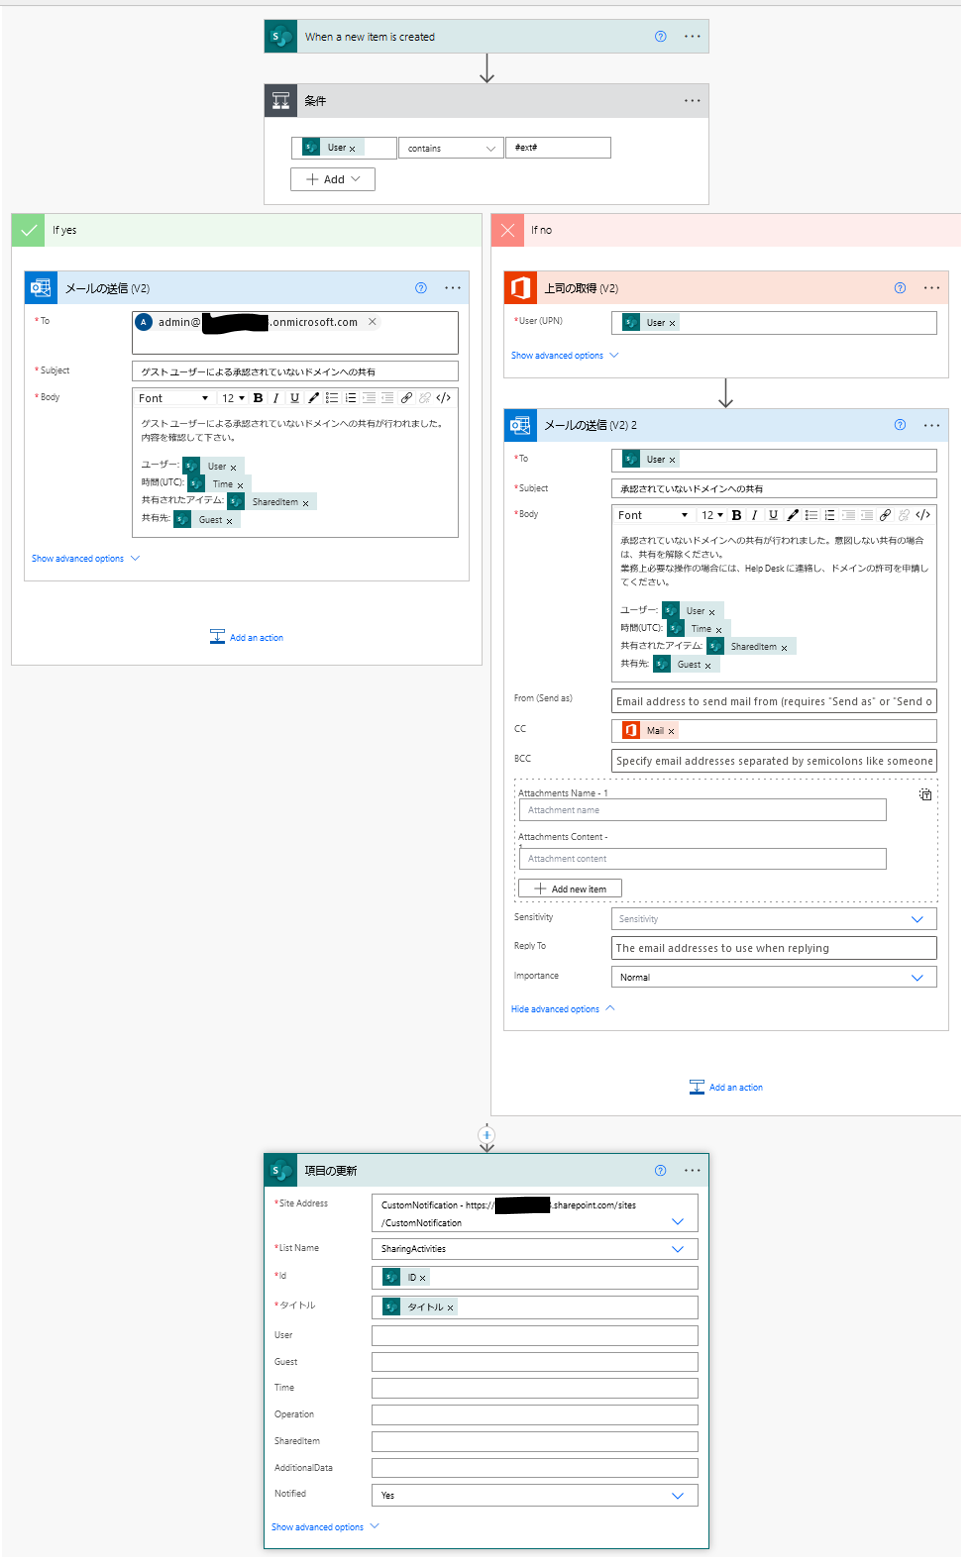 When a new item is created
条件
User contains #ext#
Add
If yes
メールの送信 (V2)
*To
A admin@ .onmicrosoft.com
*Subject
ゲスト ユーザーによる承認されていないドメインへの共有
*Body
Font 12 B I U </>
ゲスト ユーザーによる承認されていないドメインへの共有が行われました。
内容を確認して下さい。
ユーザー: User
時間(UTC): Time
共有されたアイテム: SharedItem
共有先: Guest
Show advanced options
Add an action
If no
上司の取得 (V2)
*User (UPN)
User
Show advanced options
メールの送信 (V2) 2
*To
User
*Subject
承認されていないドメインへの共有
*Body
Font 12 B I U </>
承認されていないドメインへの共有が行われました。意図しない共有の場合
は、共有を解除ください。
業務上必要な操作の場合には、Help Desk に連絡し、ドメインの許可を申請し
てください。
ユーザー: User
時間(UTC): Time
共有されたアイテム: SharedItem
共有先: Guest
From (Send as)
Email address to send mail from (requires "Send as" or "Send o
CC
Mail
BCC
Specify email addresses separated by semicolons like someone
Attachments Name - 1
Attachment name
Attachments Content -
Attachment content
Add new item
Sensitivity
Sensitivity
Reply To
The email addresses to use when replying
Importance
Normal
Hide advanced options
Add an action
項目の更新
*Site Address
CustomNotification - https:// .sharepoint.com/sites
/CustomNotification
*List Name
SharingActivities
*Id
ID
*タイトル
タイトル
User
Guest
Time
Operation
SharedItem
AdditionalData
Notified
Yes
Show advanced options